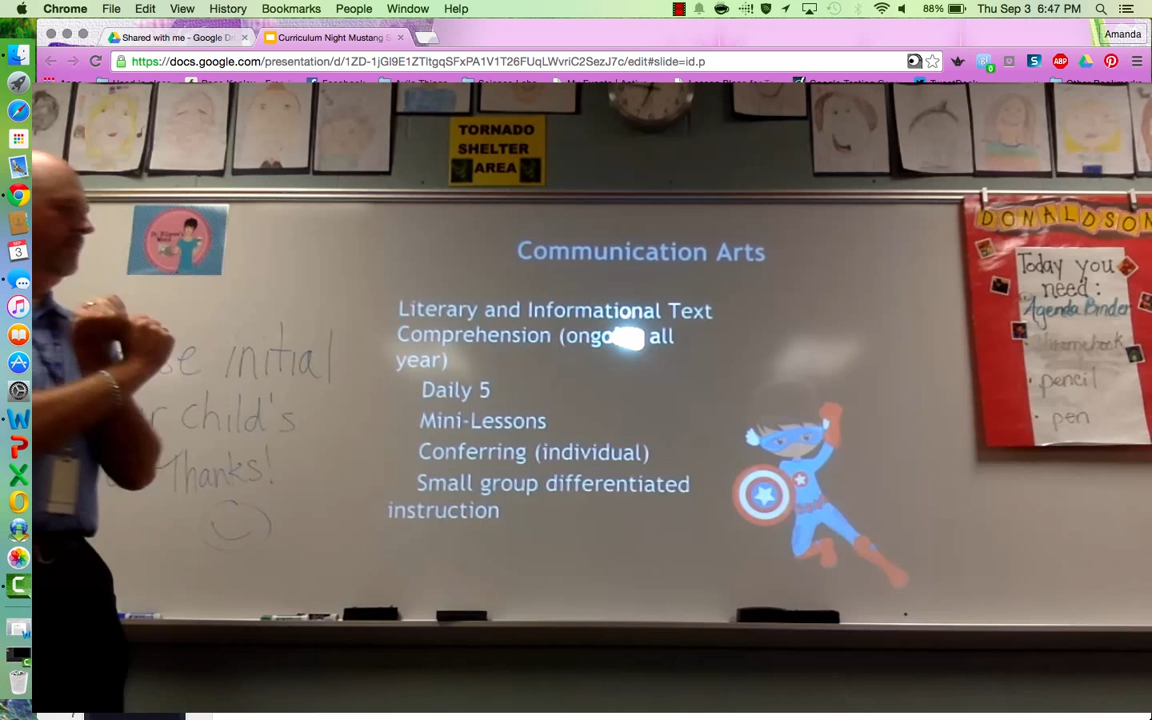 Chrome File Edit View History Bookmarks People Window Help
88% Thu Sep 3 6:47 PM
Shared with me - Google Dr
Curriculum Night Mustang S
Amanda
https://docs.google.com/presentation/d/1ZD-1jGl9E1ZTltgqSFxPA1V1T26FUqLWvriC2SezJ7c/edit#slide=id.p
TORNADO
SHELTER
AREA
Communication Arts
Literary and Informational Text
Comprehension (ongoing all
year)
Daily 5
Mini-Lessons
Conferring (individual)
Small group differentiated
instruction
initial
child's
Thanks!
DONALDSON
Today you
need:
Agenda Binder
pencil
pen